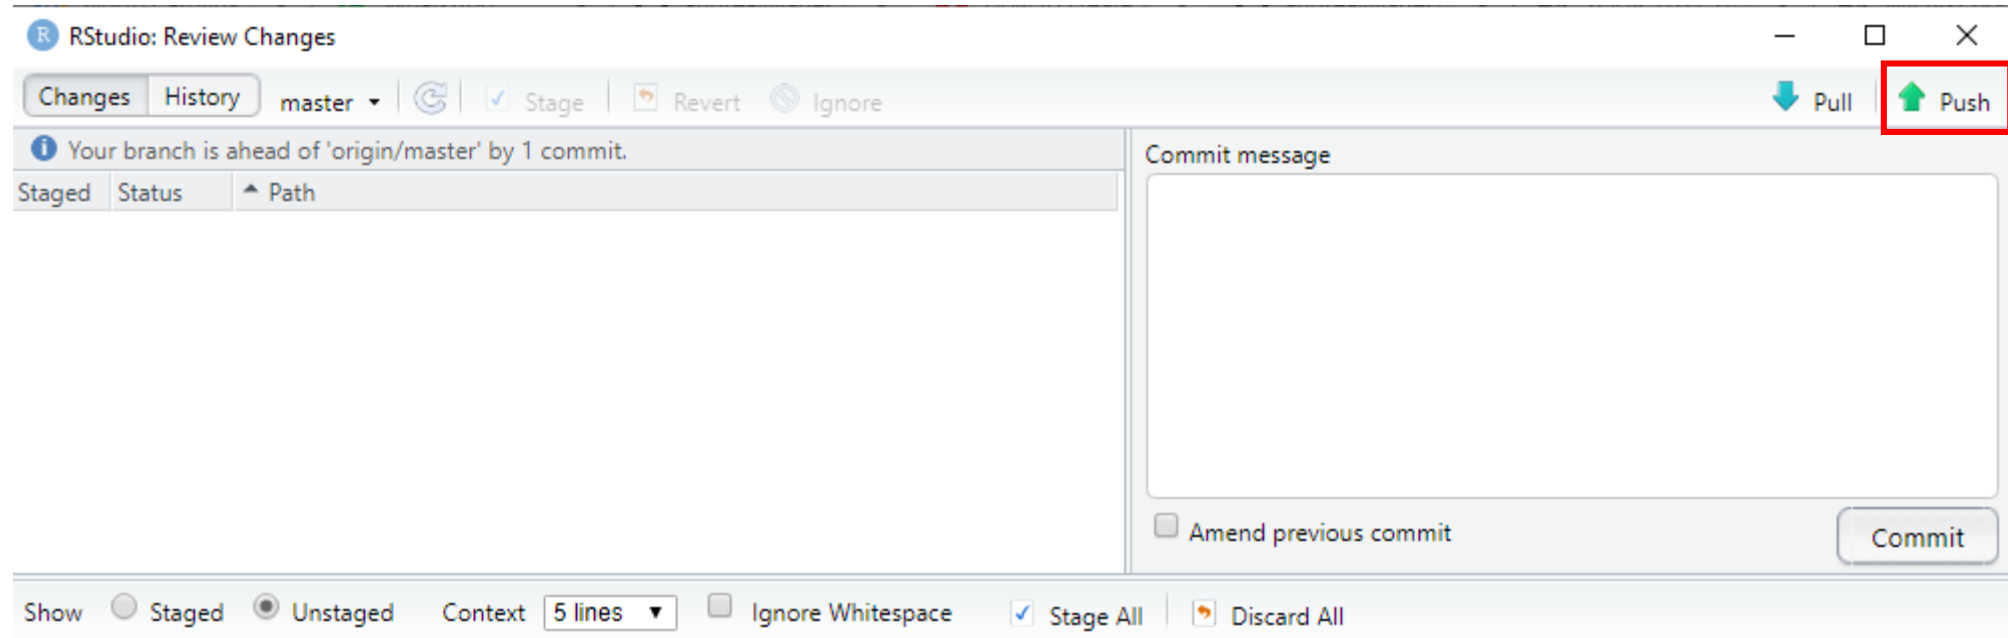 R RStudio: Review Changes
Changes History master Stage Revert Ignore Pull Push
Your branch is ahead of 'origin/master' by 1 commit.
Staged Status Path
Commit message
Amend previous commit
Commit
Show Staged Unstaged Context 5 lines Ignore Whitespace Stage All Discard All